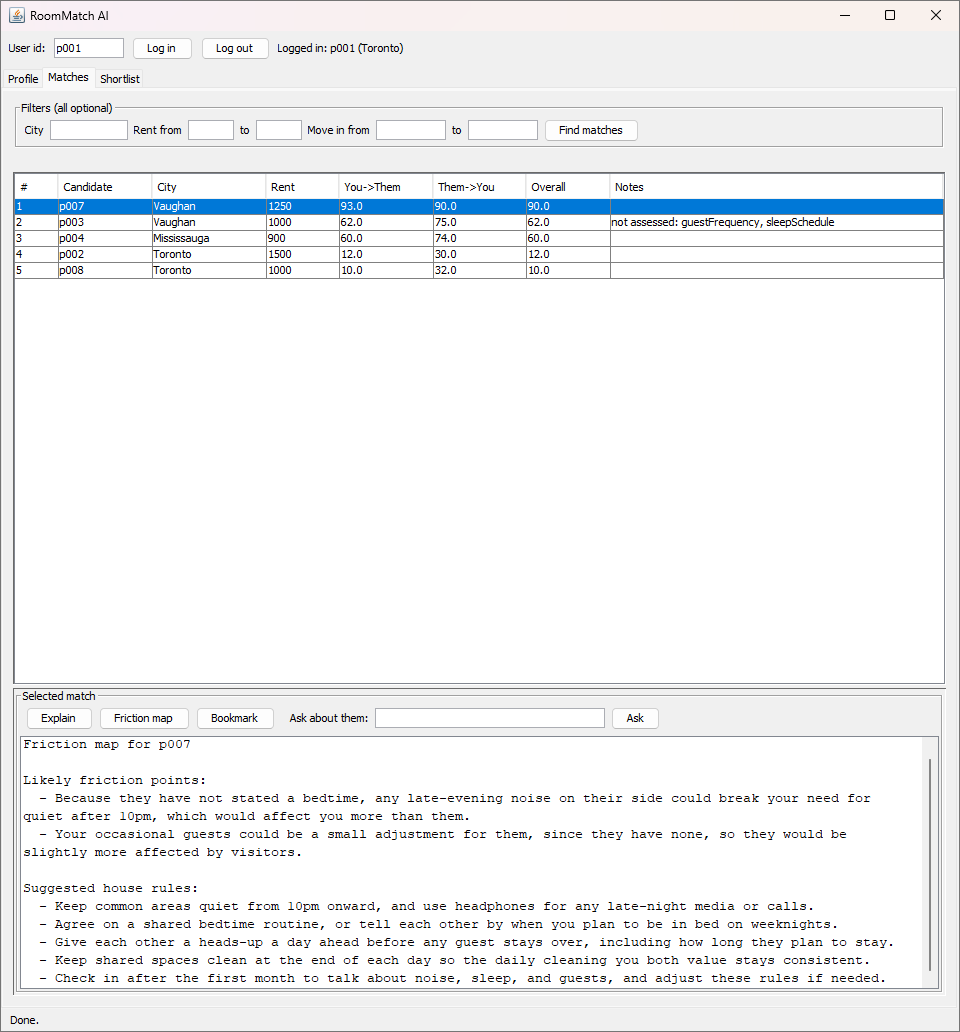 RoomMatch AI
User id: p001 Log in Log out Logged in: p001 (Toronto)
Profile Matches Shortlist
Filters (all optional)
City Rent from to Move in from to Find matches
# Candidate City Rent You->Them Them->You Overall Notes
1 p007 Vaughan 1250 93.0 90.0 90.0
2 p003 Vaughan 1000 62.0 75.0 62.0 not assessed: guestFrequency, sleepSchedule
3 p004 Mississauga 900 60.0 74.0 60.0
4 p002 Toronto 1500 12.0 30.0 12.0
5 p008 Toronto 1000 10.0 32.0 10.0
Selected match
Explain Friction map Bookmark Ask about them: Ask
Friction map for p007
Likely friction points:
- Because they have not stated a bedtime, any late-evening noise on their side could break your need for
quiet after 10pm, which would affect you more than them.
- Your occasional guests could be a small adjustment for them, since they have none, so they would be
slightly more affected by visitors.
Suggested house rules:
- Keep common areas quiet from 10pm onward, and use headphones for any late-night media or calls.
- Agree on a shared bedtime routine, or tell each other by when you plan to be in bed on weeknights.
- Give each other a heads-up a day ahead before any guest stays over, including how long they plan to stay.
- Keep shared spaces clean at the end of each day so the daily cleaning you both value stays consistent.
- Check in after the first month to talk about noise, sleep, and guests, and adjust these rules if needed.
Done.